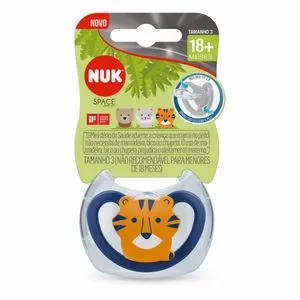 NOVO
TAMANHO 3
18+
MESES
NUK
SPACE
"O Ministério da Saúde adverte: a criança que mama no peito
não necessita de mamadeira, bico ou chupeta. O uso de ma-
madeira, bico ou chupeta prejudica o aleitamento materno."
TAMANHO 3 (NÃO RECOMENDÁVEL PARA MENORES
DE 18 MESES)